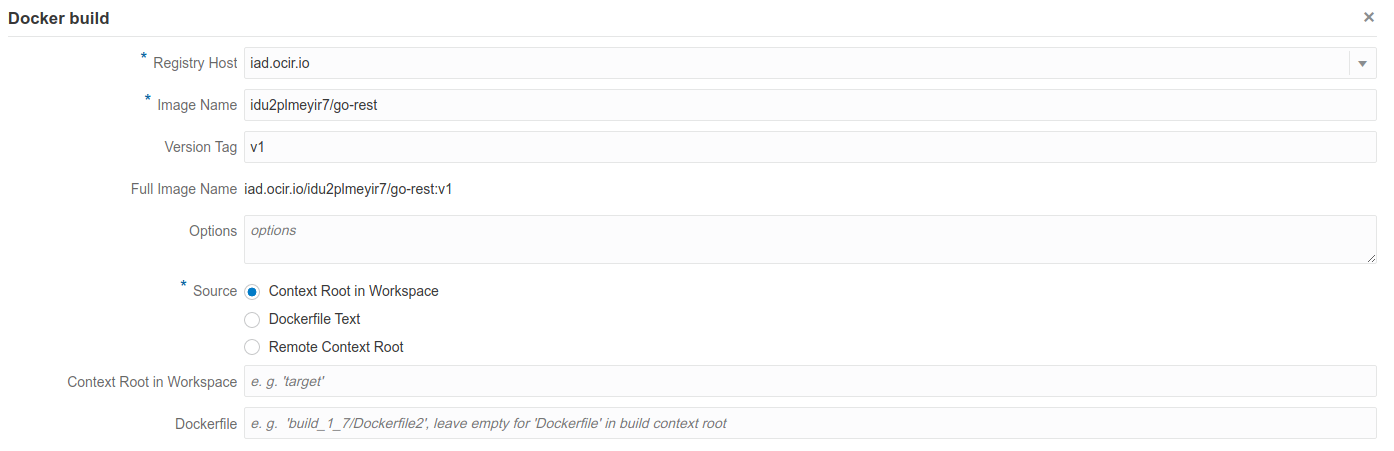 Docker build ×
* Registry Host iad.ocir.io
* Image Name idu2plmeyir7/go-rest
Version Tag v1
Full Image Name iad.ocir.io/idu2plmeyir7/go-rest:v1
Options options
* Source Context Root in Workspace
Dockerfile Text
Remote Context Root
Context Root in Workspace e. g. 'target'
Dockerfile e. g. 'build_1_7/Dockerfile2', leave empty for 'Dockerfile' in build context root